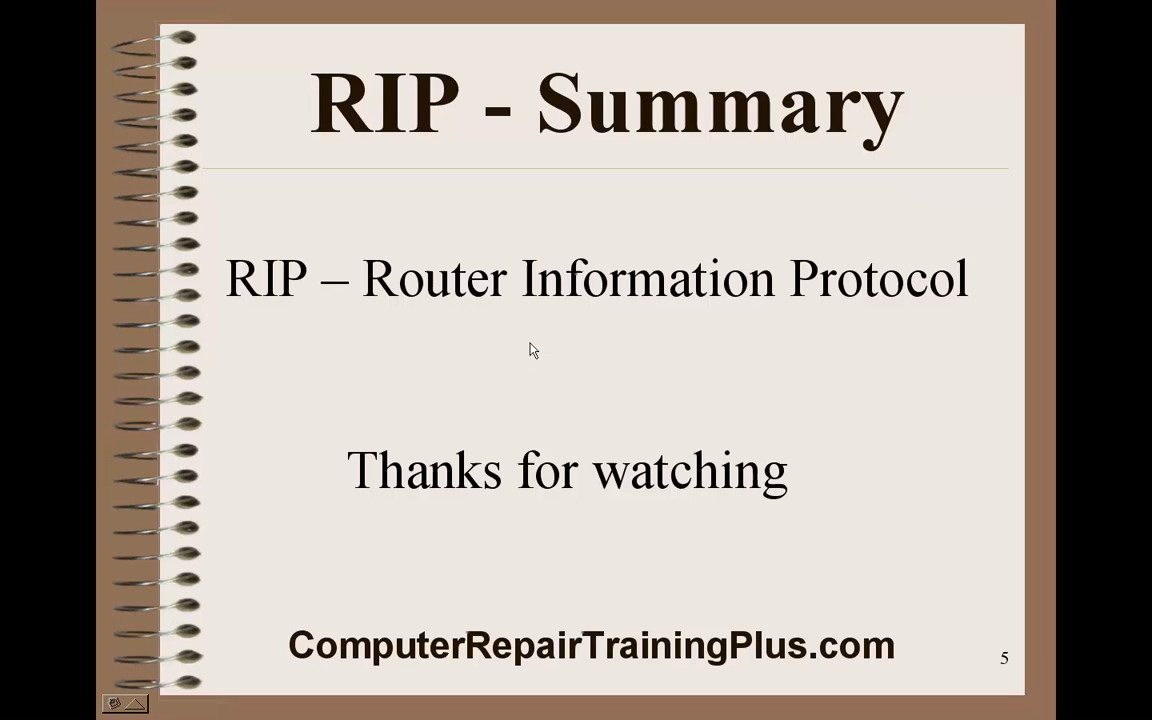 RIP - Summary
RIP – Router Information Protocol
Thanks for watching
ComputerRepairTrainingPlus.com
5